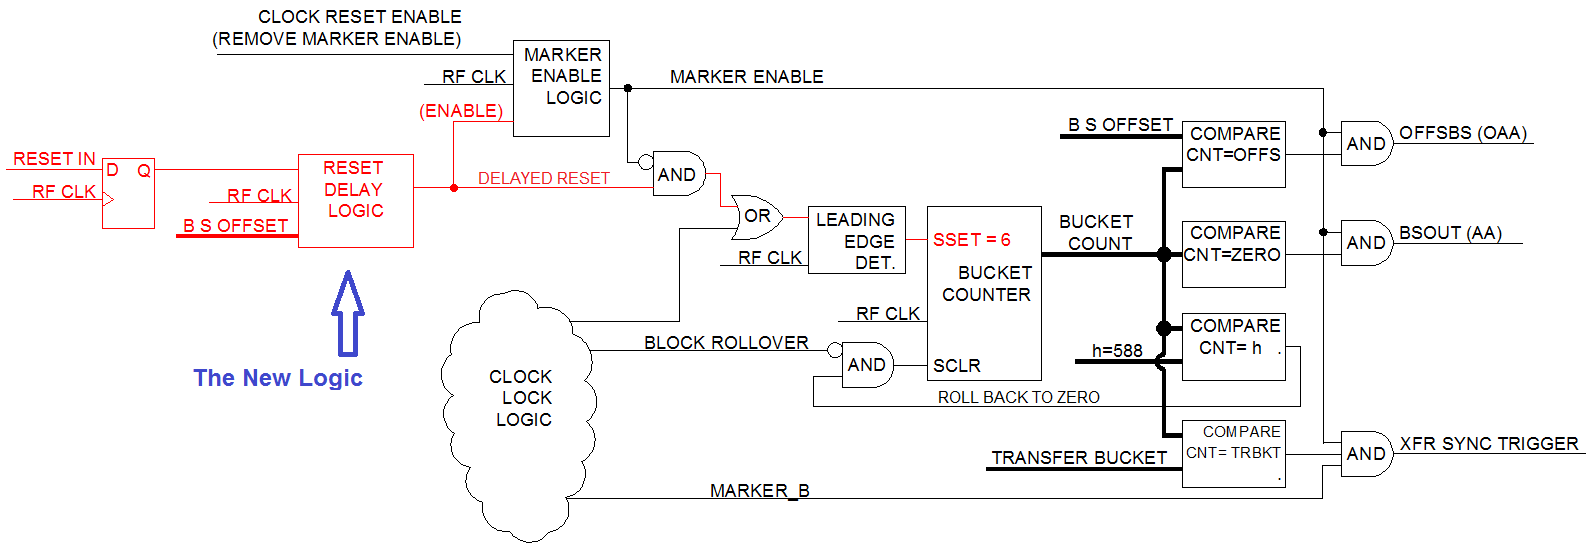 CLOCK RESET ENABLE
(REMOVE MARKER ENABLE)
RF CLK
(ENABLE)
MARKER
ENABLE
LOGIC
MARKER ENABLE
RESET IN
RF CLK
D Q
RF CLK
B S OFFSET
RESET
DELAY
LOGIC
DELAYED RESET
AND
OR
RF CLK
LEADING
EDGE
DET.
SSET = 6
BUCKET
COUNTER
RF CLK
SCLR
BUCKET
COUNT
B S OFFSET
COMPARE
CNT=OFFS
AND
OFFSBS (OAA)
COMPARE
CNT=ZERO
AND
BSOUT (AA)
COMPARE
CNT= h .
h=588
BLOCK ROLLOVER
AND
ROLL BACK TO ZERO
CLOCK
LOCK
LOGIC
The New Logic
TRANSFER BUCKET
COMPARE
CNT= TRBKT
.
AND
XFR SYNC TRIGGER
MARKER_B